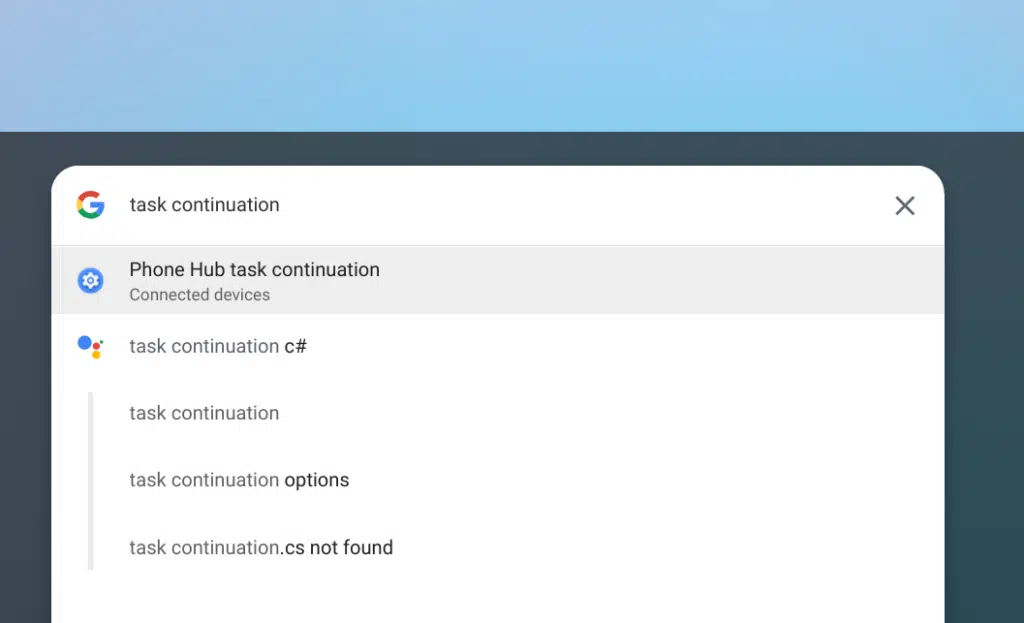 task continuation
Phone Hub task continuation
Connected devices
task continuation c#
task continuation
task continuation options
task continuation.cs not found